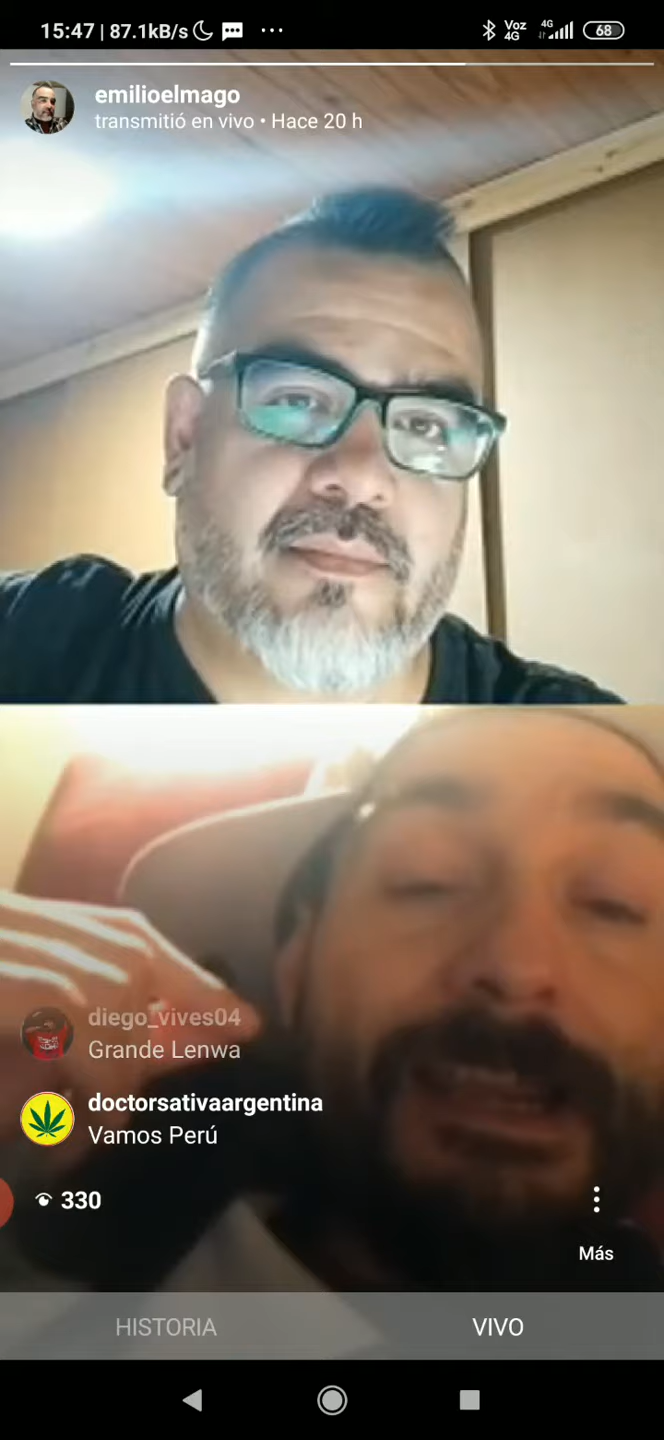 15:47 | 87.1kB/s
Voz
4G
4G
68
emilioelmago
transmitió en vivo • Hace 20 h
diego_vives04
Grande Lenwa
doctorsativaargentina
Vamos Perú
330
Más
HISTORIA
VIVO